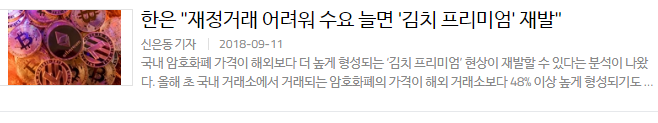 한은 "재정거래 어려워 수요 늘면 '김치 프리미엄' 재발"
신은동 기자 | 2018-09-11
국내 암호화폐 가격이 해외보다 더 높게 형성되는 '김치 프리미엄' 현상이 재발할 수 있다는 분석이 나왔
다. 올해 초 국내 거래소에서 거래되는 암호화폐의 가격이 해외 거래소보다 48% 이상 높게 형성되기도 ...